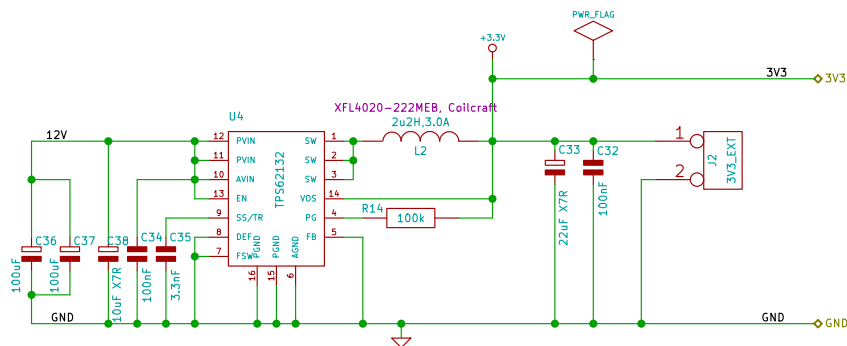 PWR_FLAG
+3.3V
3V3
3V3
XFL4020-222MEB, Coilcraft
2u2H,3.0A
L2
U4
TPS62132
12V
12 PVIN
11 PVIN
10 AVIN
13 EN
9 SS/TR
8 DEF
7 FSW
SW 1
SW 2
SW 3
VOS 14
PG 4
FB 5
PGND 16
PGND 15
AGND 6
R14
100k
C33
22uF X7R
C32
100nF
1
2
J2
3V3_EXT
C36
100uF
C37
100uF
C38
10uF X7R
C34
100nF
C35
3.3nF
GND
GND
GND